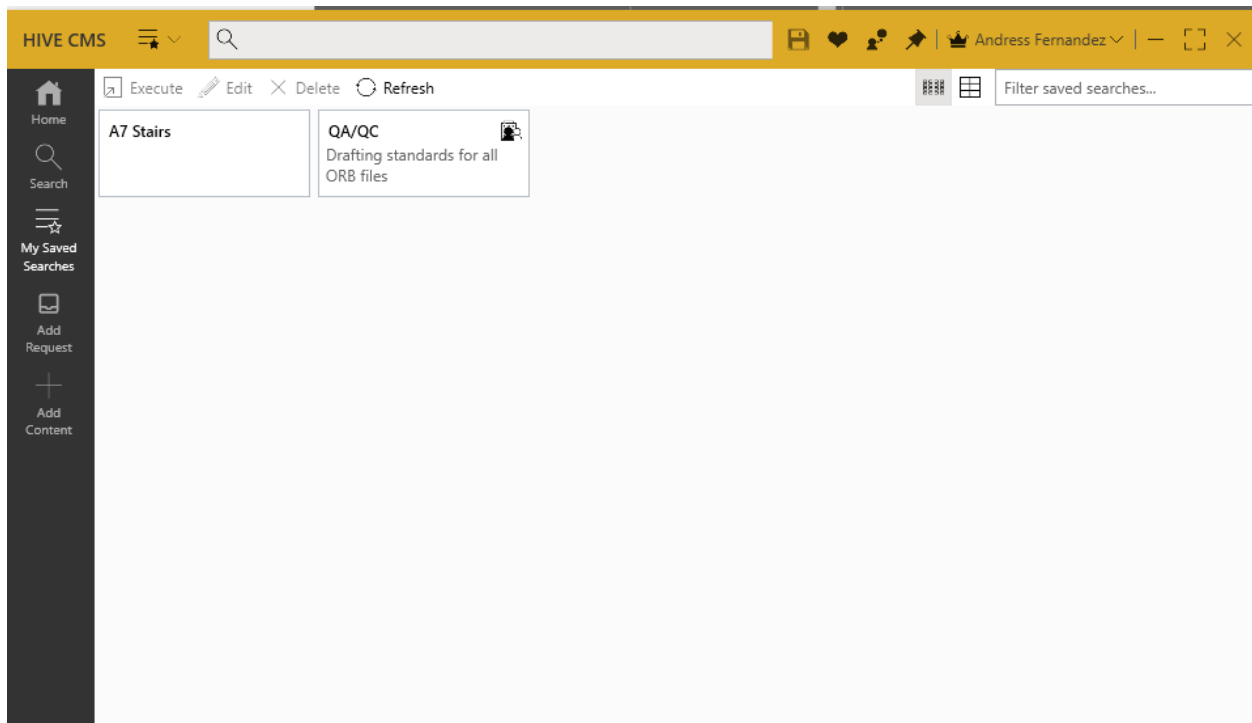 HIVE CMS
Andress Fernandez
Execute Edit Delete Refresh
Filter saved searches...
Home
Search
My Saved
Searches
Add
Request
Add
Content
A7 Stairs
QA/QC
Drafting standards for all
ORB files